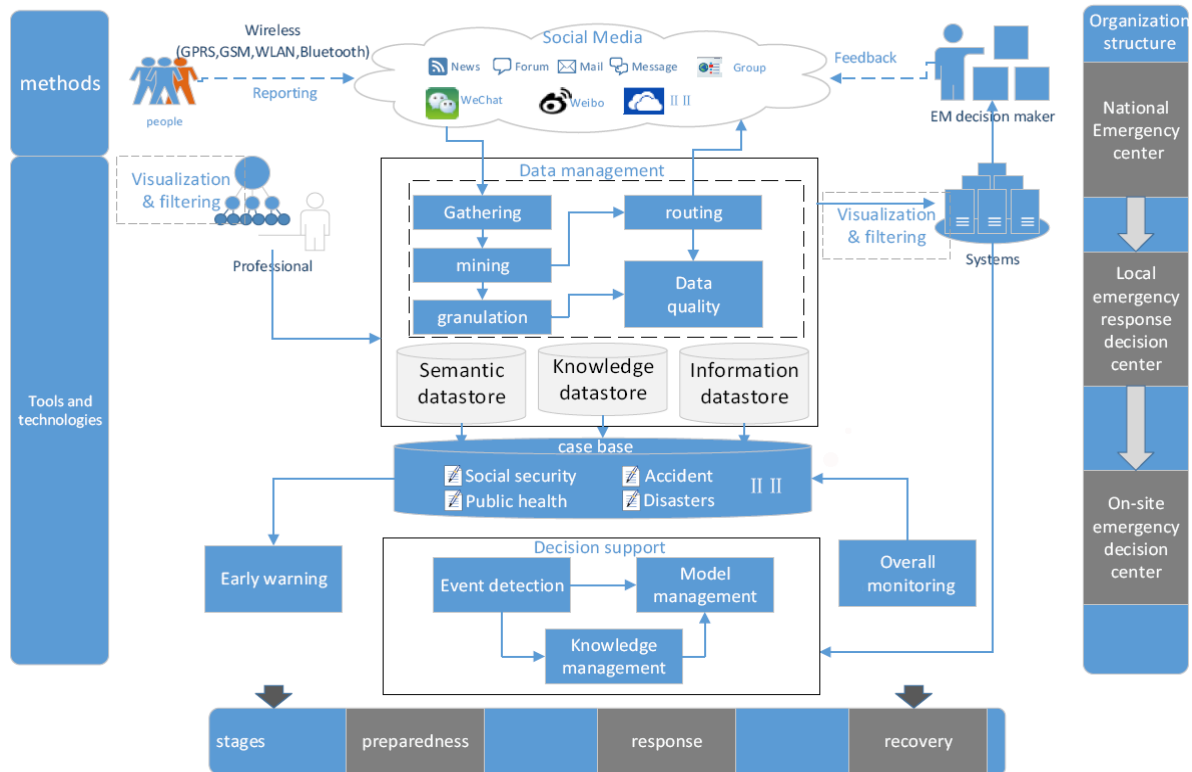 methods
Wireless
(GPRS,GSM,WLAN,Bluetooth)
Reporting
people
Social Media
News
Forum
Mail
Message
Group
WeChat
Weibo
II II
Feedback
EM decision maker
Organization
structure
National
Emergency
center
Local
emergency
response
decision
center
On-site
emergency
decision
center
Tools and
technologies
Visualization
& filtering
Professional
Data management
Gathering
mining
granulation
routing
Data
quality
Visualization
& filtering
Systems
Semantic
datastore
Knowledge
datastore
Information
datastore
case base
Social security
Accident
Public health
Disasters
II II
Early warning
Decision support
Event detection
Model
management
Knowledge
management
Overall
monitoring
stages
preparedness
response
recovery